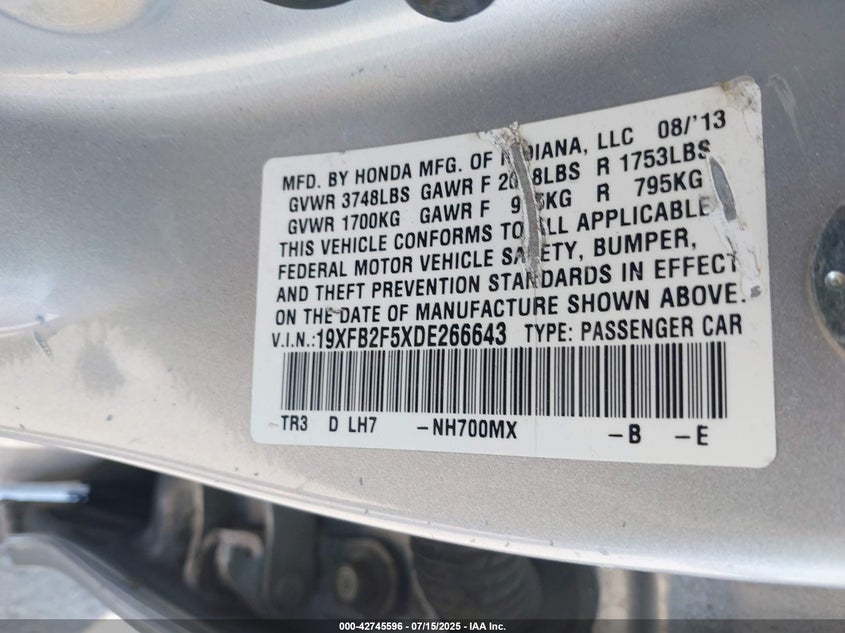 MFD. BY HONDA MFG. OF LLC 08/'13
GVWR 3748LBS GAWR F R 1753LBS
GVWR 1700KG GAWR F R 795KG
THIS VEHICLE CONFORMS TO ALL APPLICABLE
FEDERAL MOTOR VEHICLE SAFETY, BUMPER,
AND THEFT PREVENTION STANDARDS IN EFFECT
ON THE DATE OF MANUFACTURE SHOWN ABOVE.
V.I.N.:19XFB2F5XDE266643 TYPE: PASSENGER CAR
TR3 D LH7 -NH700MX -B -E
000-42745596 - 07/15/2025 - IAA Inc.